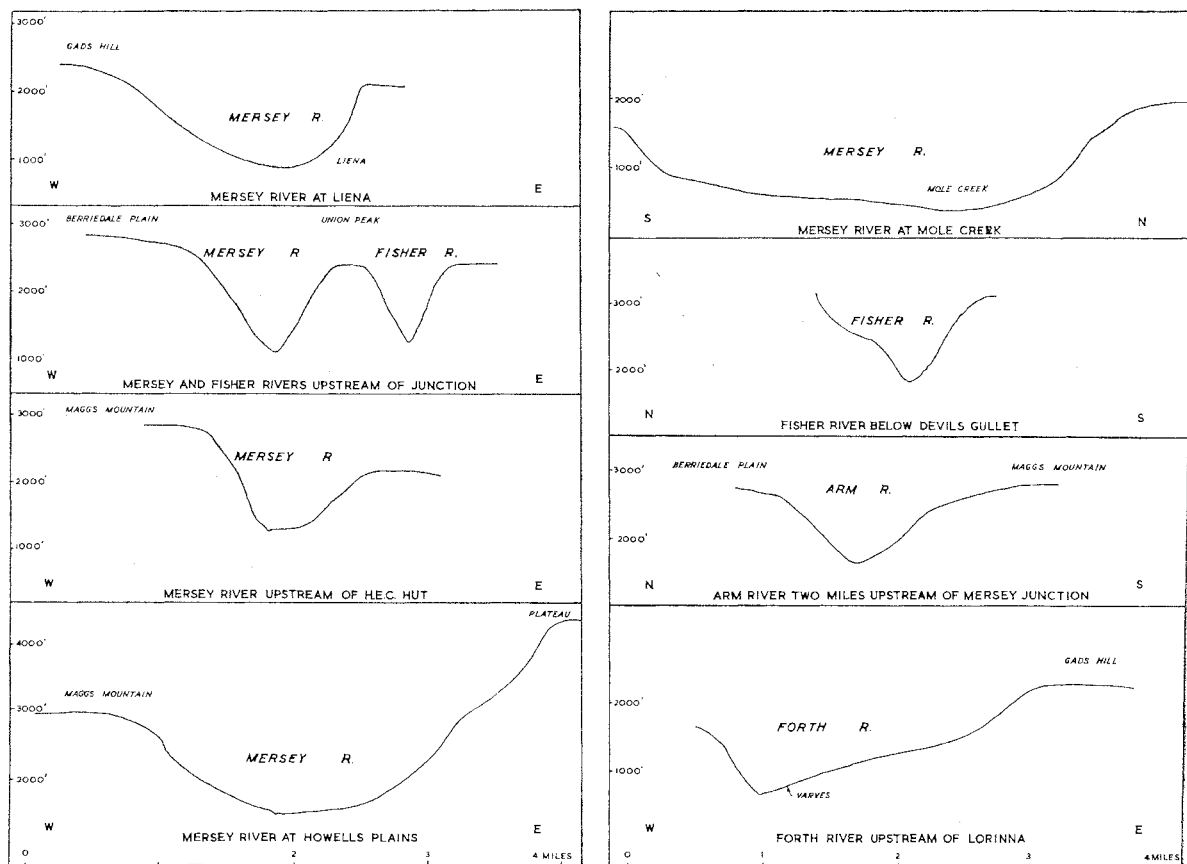 3000'
GADS HILL
2000'
MERSEY R.
1000'
LIENA
W E
MERSEY RIVER AT LIENA
BERRIEDALE PLAIN UNION PEAK
3000'
MERSEY R FISHER R.
2000'
1000'
W E
MERSEY AND FISHER RIVERS UPSTREAM OF JUNCTION
MAGGS MOUNTAIN
3000'
MERSEY R
2000'
1000'
W E
MERSEY RIVER UPSTREAM OF H.E.C. HUT
PLATEAU
4000'
MAGGS MOUNTAIN
3000'
MERSEY R.
2000'
W E
MERSEY RIVER AT HOWELLS PLAINS
0 2 3 4 MILES
2000'
MERSEY R.
1000'
MOLE CREEK
S N
MERSEY RIVER AT MOLE CREEK
3000'
FISHER R.
2000'
N S
FISHER RIVER BELOW DEVILS GULLET
BERRIEDALE PLAIN MAGGS MOUNTAIN
3000'
ARM R.
2000'
N S
ARM RIVER TWO MILES UPSTREAM OF MERSEY JUNCTION
GADS HILL
2000'
FORTH R.
1000'
VARVES
W E
FORTH RIVER UPSTREAM OF LORINNA
0 1 2 3 4 MILES